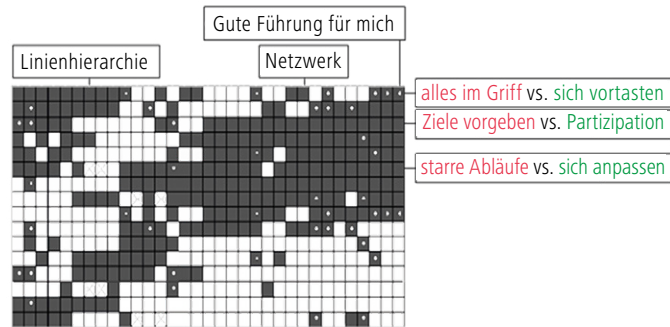 Gute Führung für mich
Linienhierarchie
Netzwerk
alles im Griff vs. sich vortasten
Ziele vorgeben vs. Partizipation
starre Abläufe vs. sich anpassen